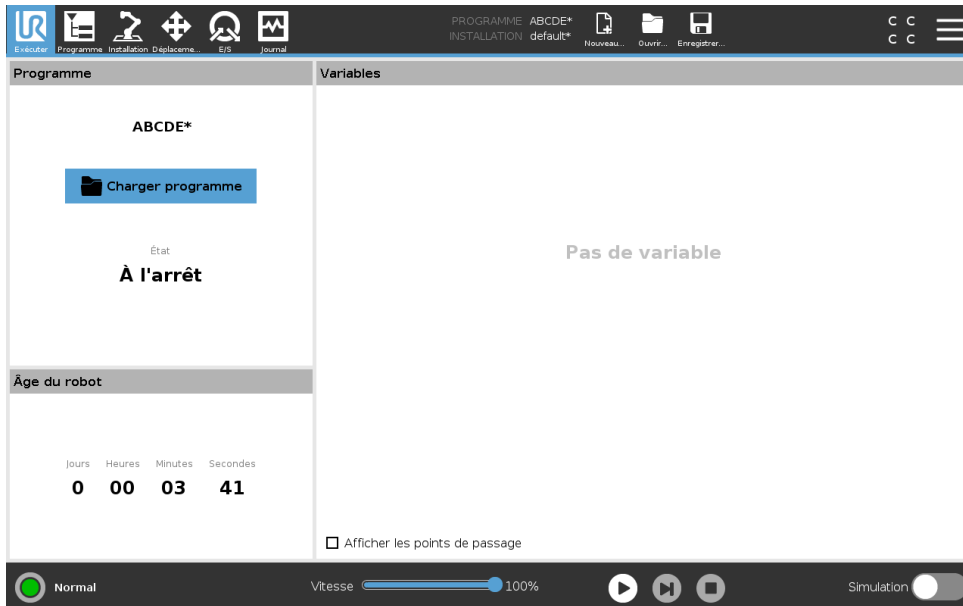 UR
Exécuter
Programme
Installation
Déplaceme...
E/S
Journal
PROGRAMME ABCDE*
INSTALLATION default*
Nouveau...
Ouvrir...
Enregistrer...
C C
C C
Programme
ABCDE*
Charger programme
État
À l'arrêt
Âge du robot
Jours Heures Minutes Secondes
0 00 03 41
Variables
Pas de variable
Afficher les points de passage
Normal
Vitesse 100%
Simulation